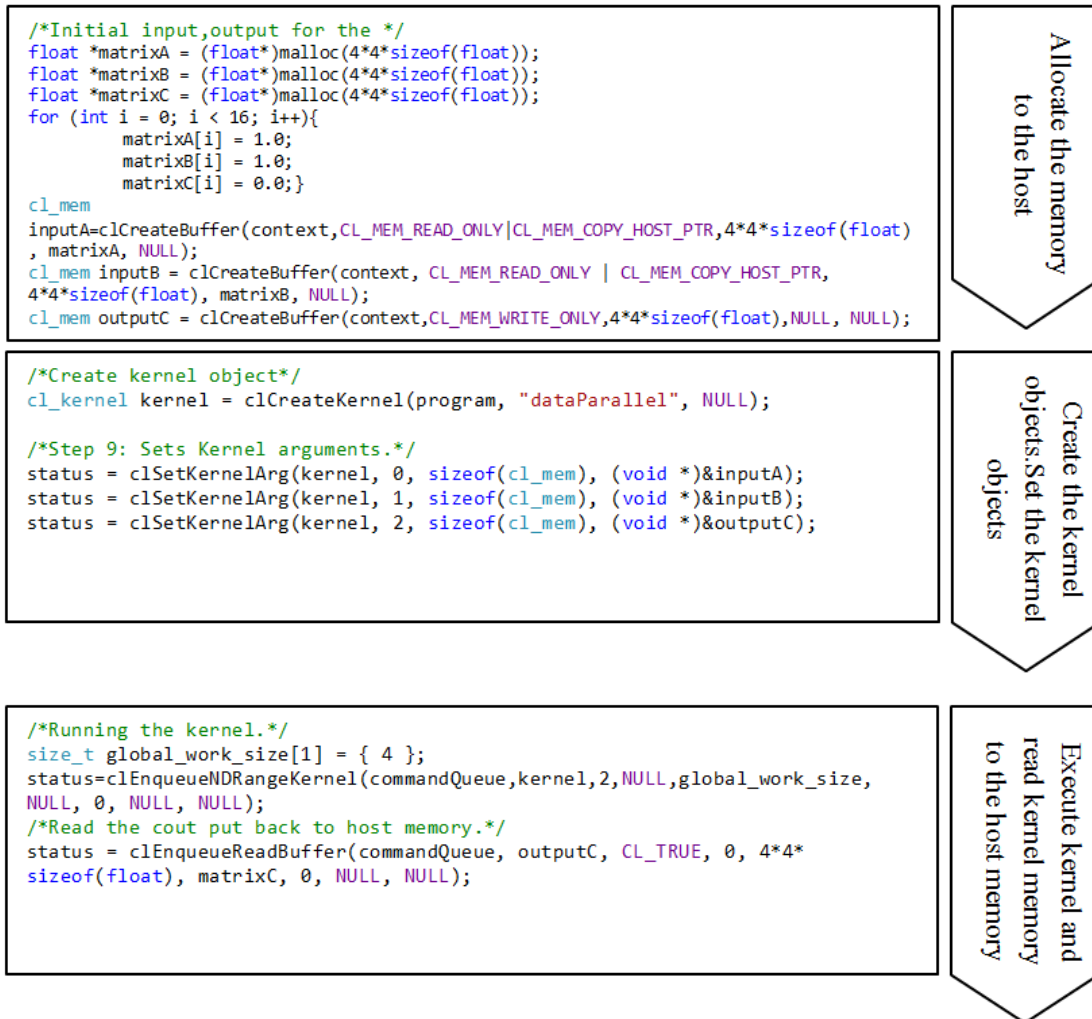 /*Initial input,output for the */
float *matrixA = (float*)malloc(4*4*sizeof(float));
float *matrixB = (float*)malloc(4*4*sizeof(float));
float *matrixC = (float*)malloc(4*4*sizeof(float));
for (int i = 0; i < 16; i++){
matrixA[i] = 1.0;
matrixB[i] = 1.0;
matrixC[i] = 0.0;}
cl_mem
inputA=clCreateBuffer(context,CL_MEM_READ_ONLY|CL_MEM_COPY_HOST_PTR,4*4*sizeof(float)
, matrixA, NULL);
cl_mem inputB = clCreateBuffer(context, CL_MEM_READ_ONLY | CL_MEM_COPY_HOST_PTR,
4*4*sizeof(float), matrixB, NULL);
cl_mem outputC = clCreateBuffer(context,CL_MEM_WRITE_ONLY,4*4*sizeof(float),NULL, NULL);
Allocate the memory
to the host
/*Create kernel object*/
cl_kernel kernel = clCreateKernel(program, "dataParallel", NULL);
/*Step 9: Sets Kernel arguments.*/
status = clSetKernelArg(kernel, 0, sizeof(cl_mem), (void *)&inputA);
status = clSetKernelArg(kernel, 1, sizeof(cl_mem), (void *)&inputB);
status = clSetKernelArg(kernel, 2, sizeof(cl_mem), (void *)&outputC);
Create the kernel
objects.Set the kernel
objects
/*Running the kernel.*/
size_t global_work_size[1] = { 4 };
status=clEnqueueNDRangeKernel(commandQueue,kernel,2,NULL,global_work_size,
NULL, 0, NULL, NULL);
/*Read the cout put back to host memory.*/
status = clEnqueueReadBuffer(commandQueue, outputC, CL_TRUE, 0, 4*4*
sizeof(float), matrixC, 0, NULL, NULL);
Execute kernel and
read kernel memory
to the host memory